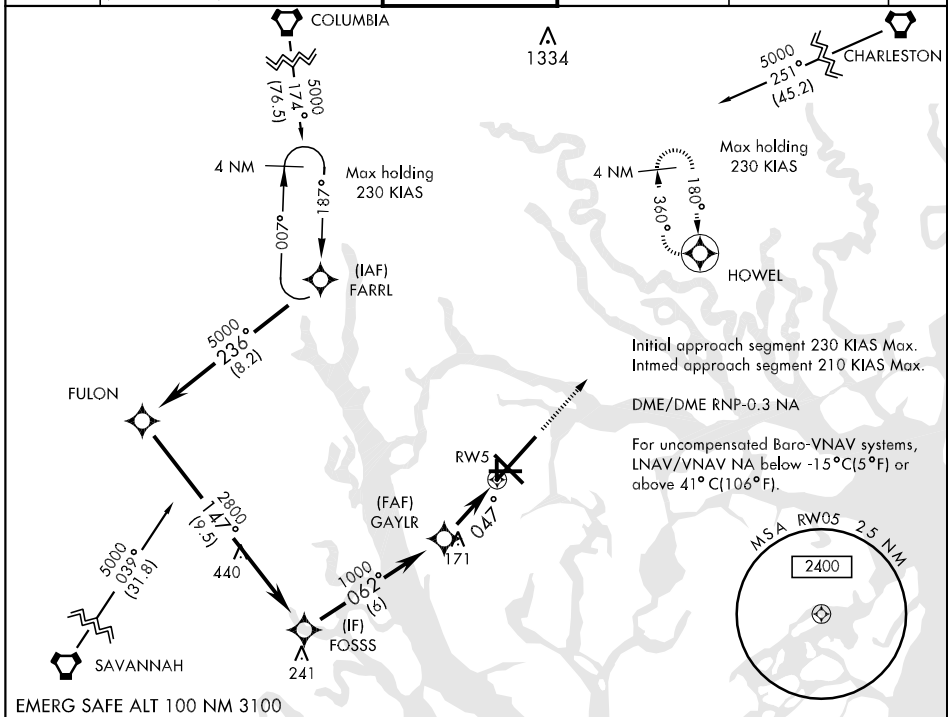 COLUMBIA
5000
174°
(76.5)
1334
CHARLESTON
5000
251°
(45.2)
4 NM
Max holding
230 KIAS
187°
007°
(IAF)
FARRL
4 NM
Max holding
230 KIAS
180°
360°
HOWEL
5000
236°
(8.2)
FULON
Initial approach segment 230 KIAS Max.
Intmed approach segment 210 KIAS Max.
DME/DME RNP-0.3 NA
For uncompensated Baro-VNAV systems,
LNAV/VNAV NA below -15°C(5°F) or
above 41°C(106°F).
RW5
(FAF)
GAYLR
047°
171
2800
147°
(9.5)
440
5000
039°
(31.8)
SAVANNAH
1000
062°
(6)
(IF)
FOSSS
241
MSA RW05 25 NM
2400
EMERG SAFE ALT 100 NM 3100